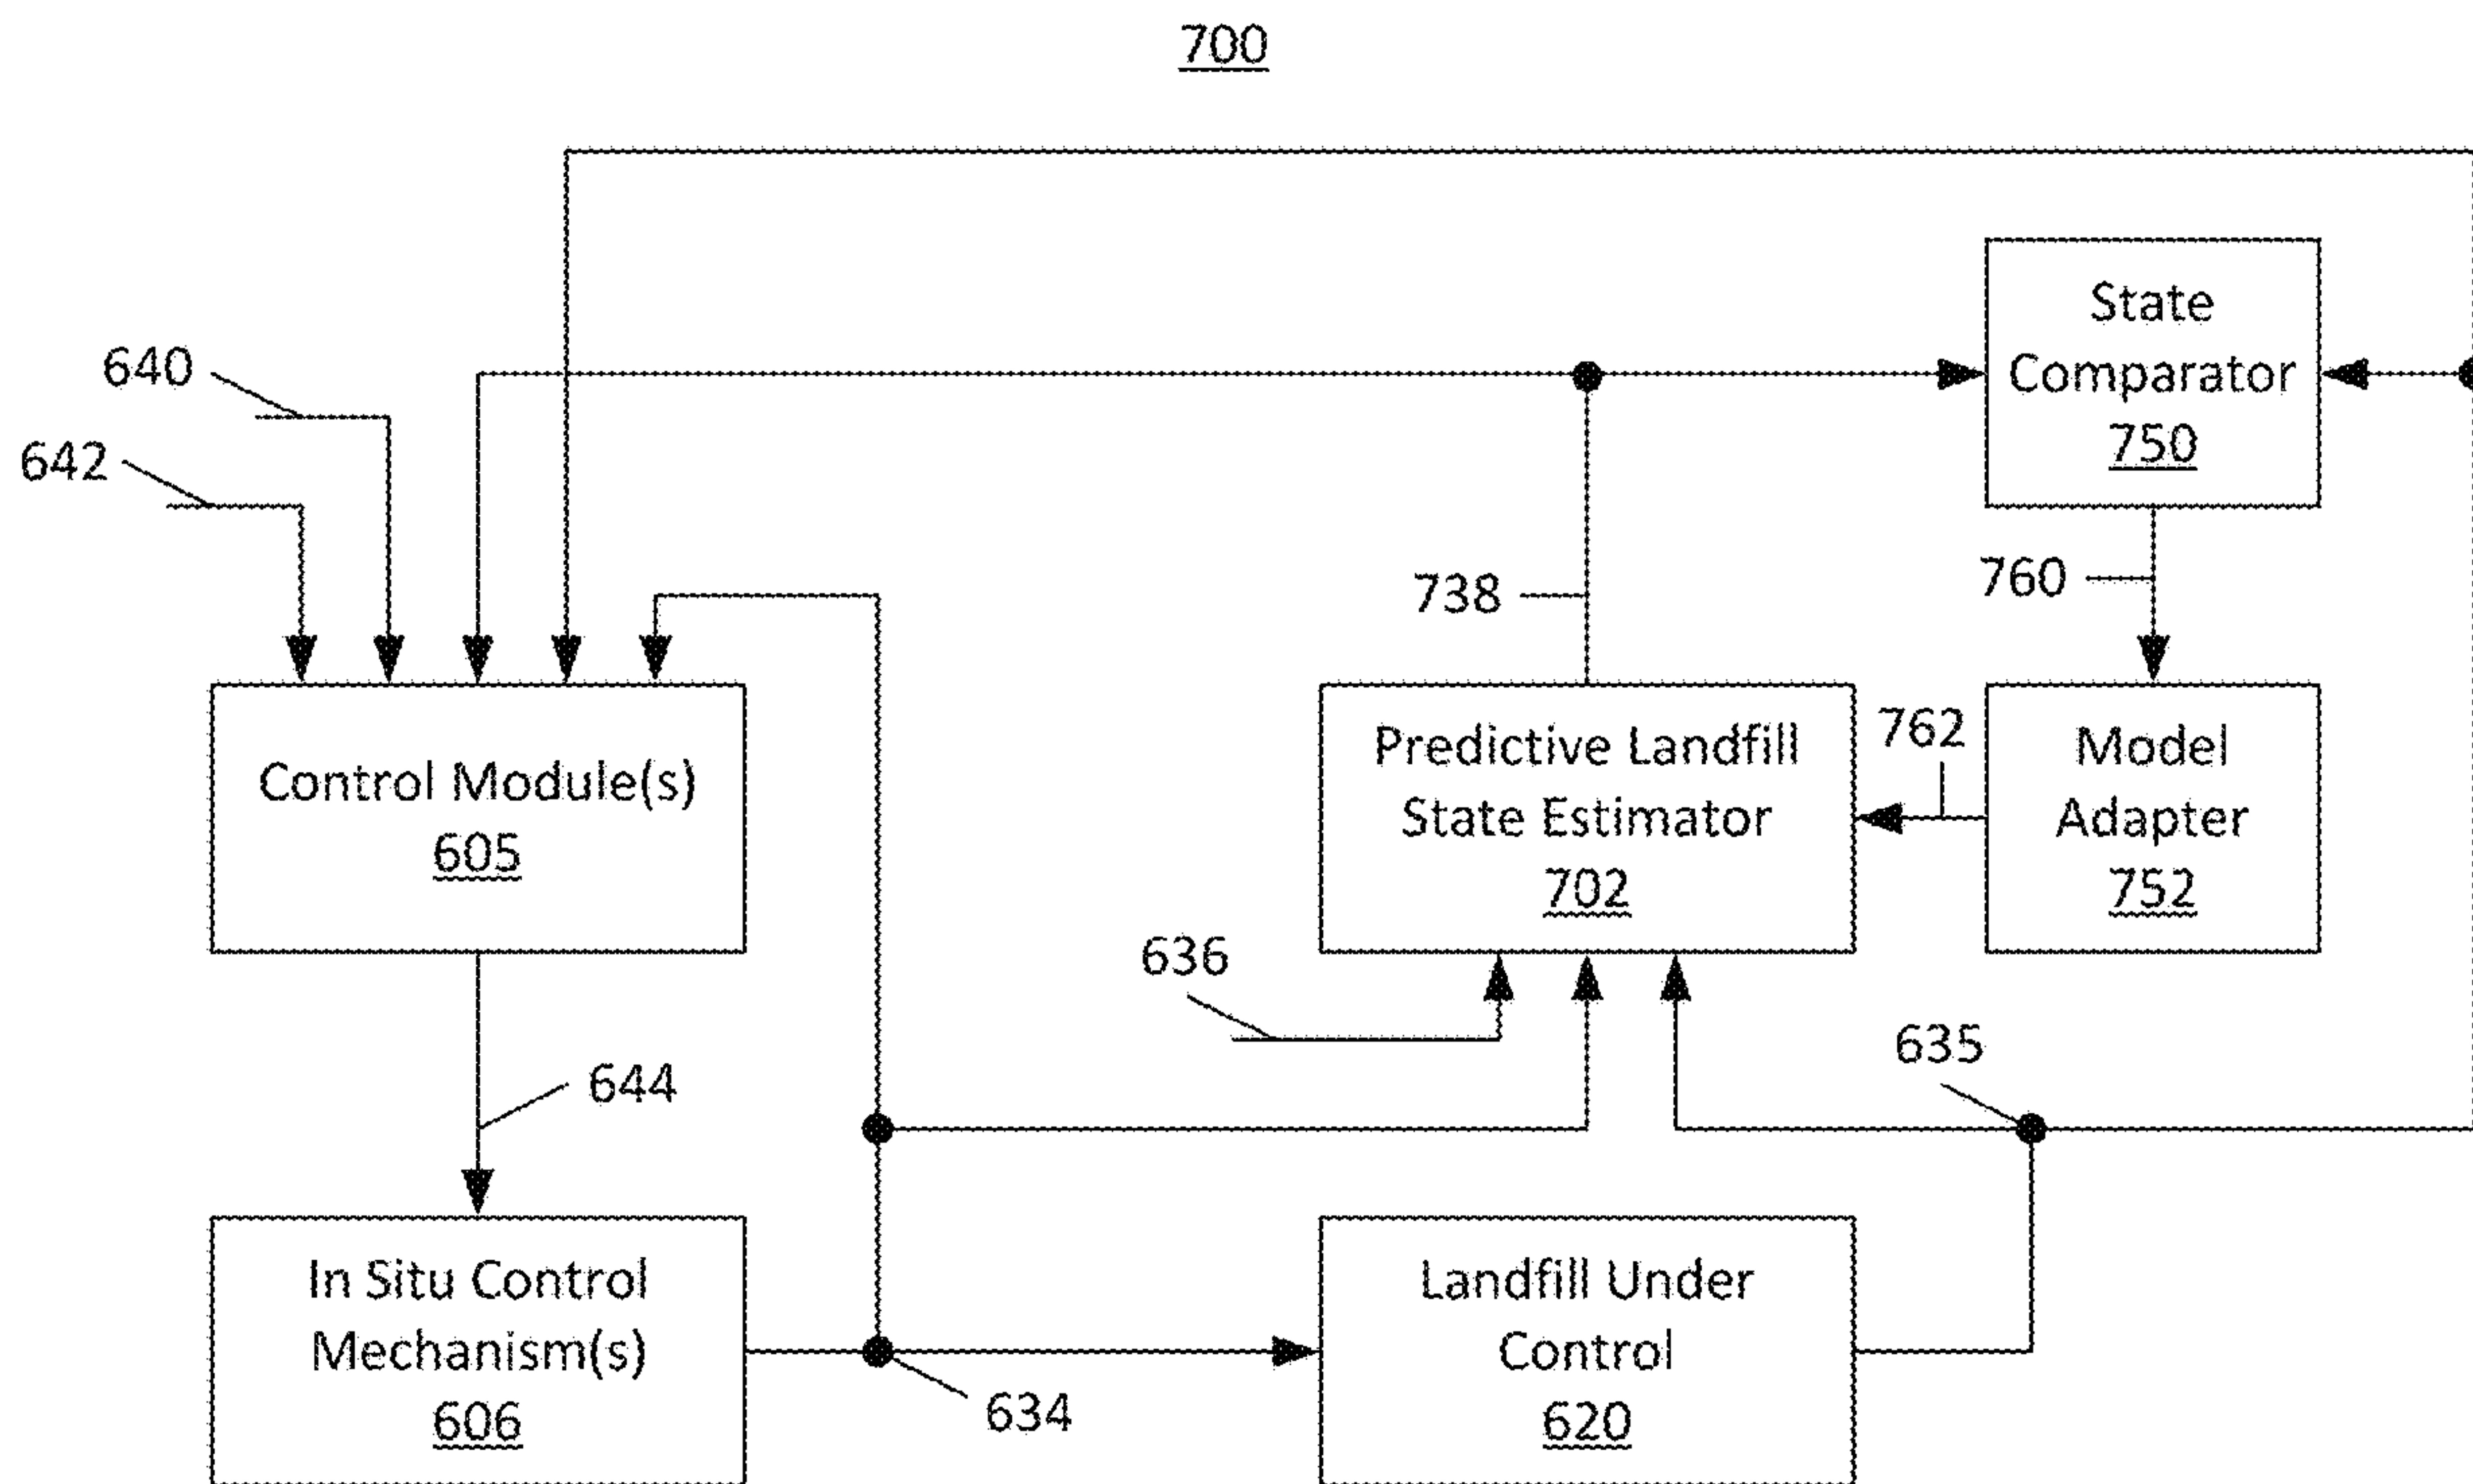 700
640
642
State
Comparator
750
738
760
Control Module(s)
605
Predictive Landfill
State Estimator
702
762
Model
Adapter
752
636
635
644
In Situ Control
Mechanism(s)
606
634
Landfill Under
Control
620